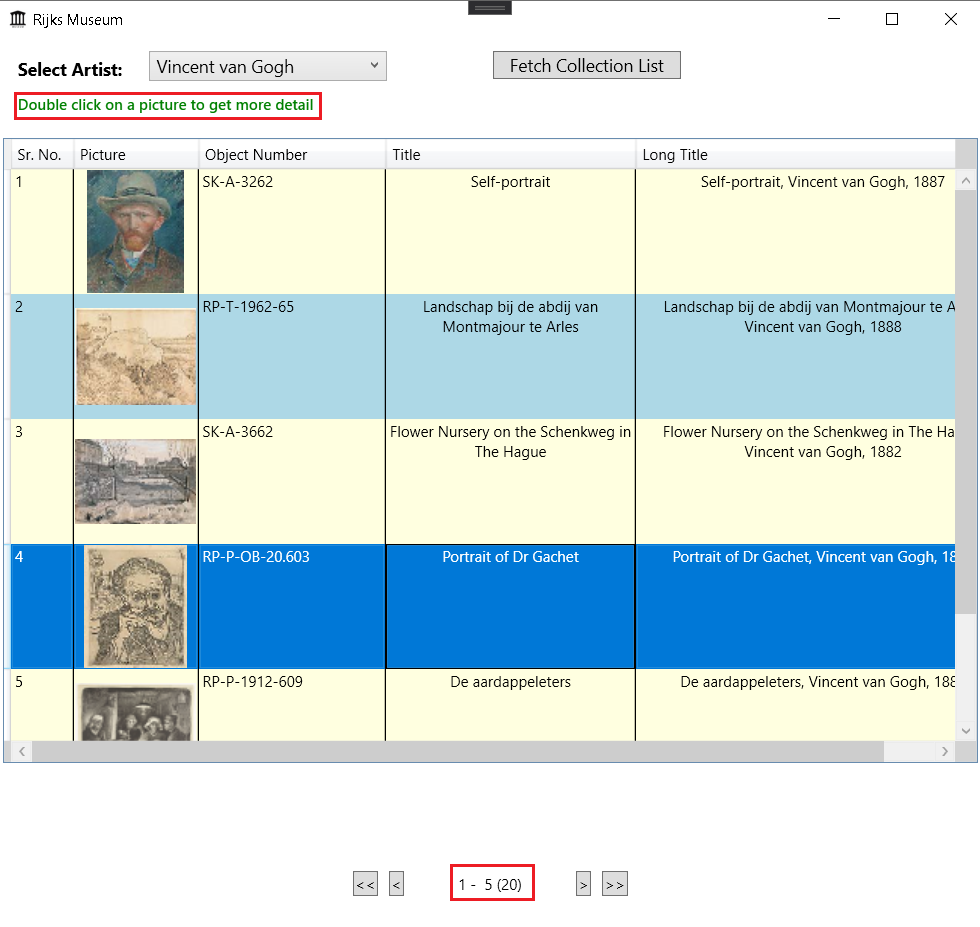 Rijks Museum
Select Artist: Vincent van Gogh Fetch Collection List
Double click on a picture to get more detail
Sr. No. Picture Object Number Title Long Title
1 SK-A-3262 Self-portrait Self-portrait, Vincent van Gogh, 1887
2 RP-T-1962-65 Landschap bij de abdij van Landschap bij de abdij van Montmajour te A
Montmajour te Arles Vincent van Gogh, 1888
3 SK-A-3662 Flower Nursery on the Schenkweg in Flower Nursery on the Schenkweg in The Ha
The Hague Vincent van Gogh, 1882
4 RP-P-OB-20.603 Portrait of Dr Gachet Portrait of Dr Gachet, Vincent van Gogh, 18
5 RP-P-1912-609 De aardappeleters De aardappeleters, Vincent van Gogh, 188
<< < 1 - 5 (20) > >>